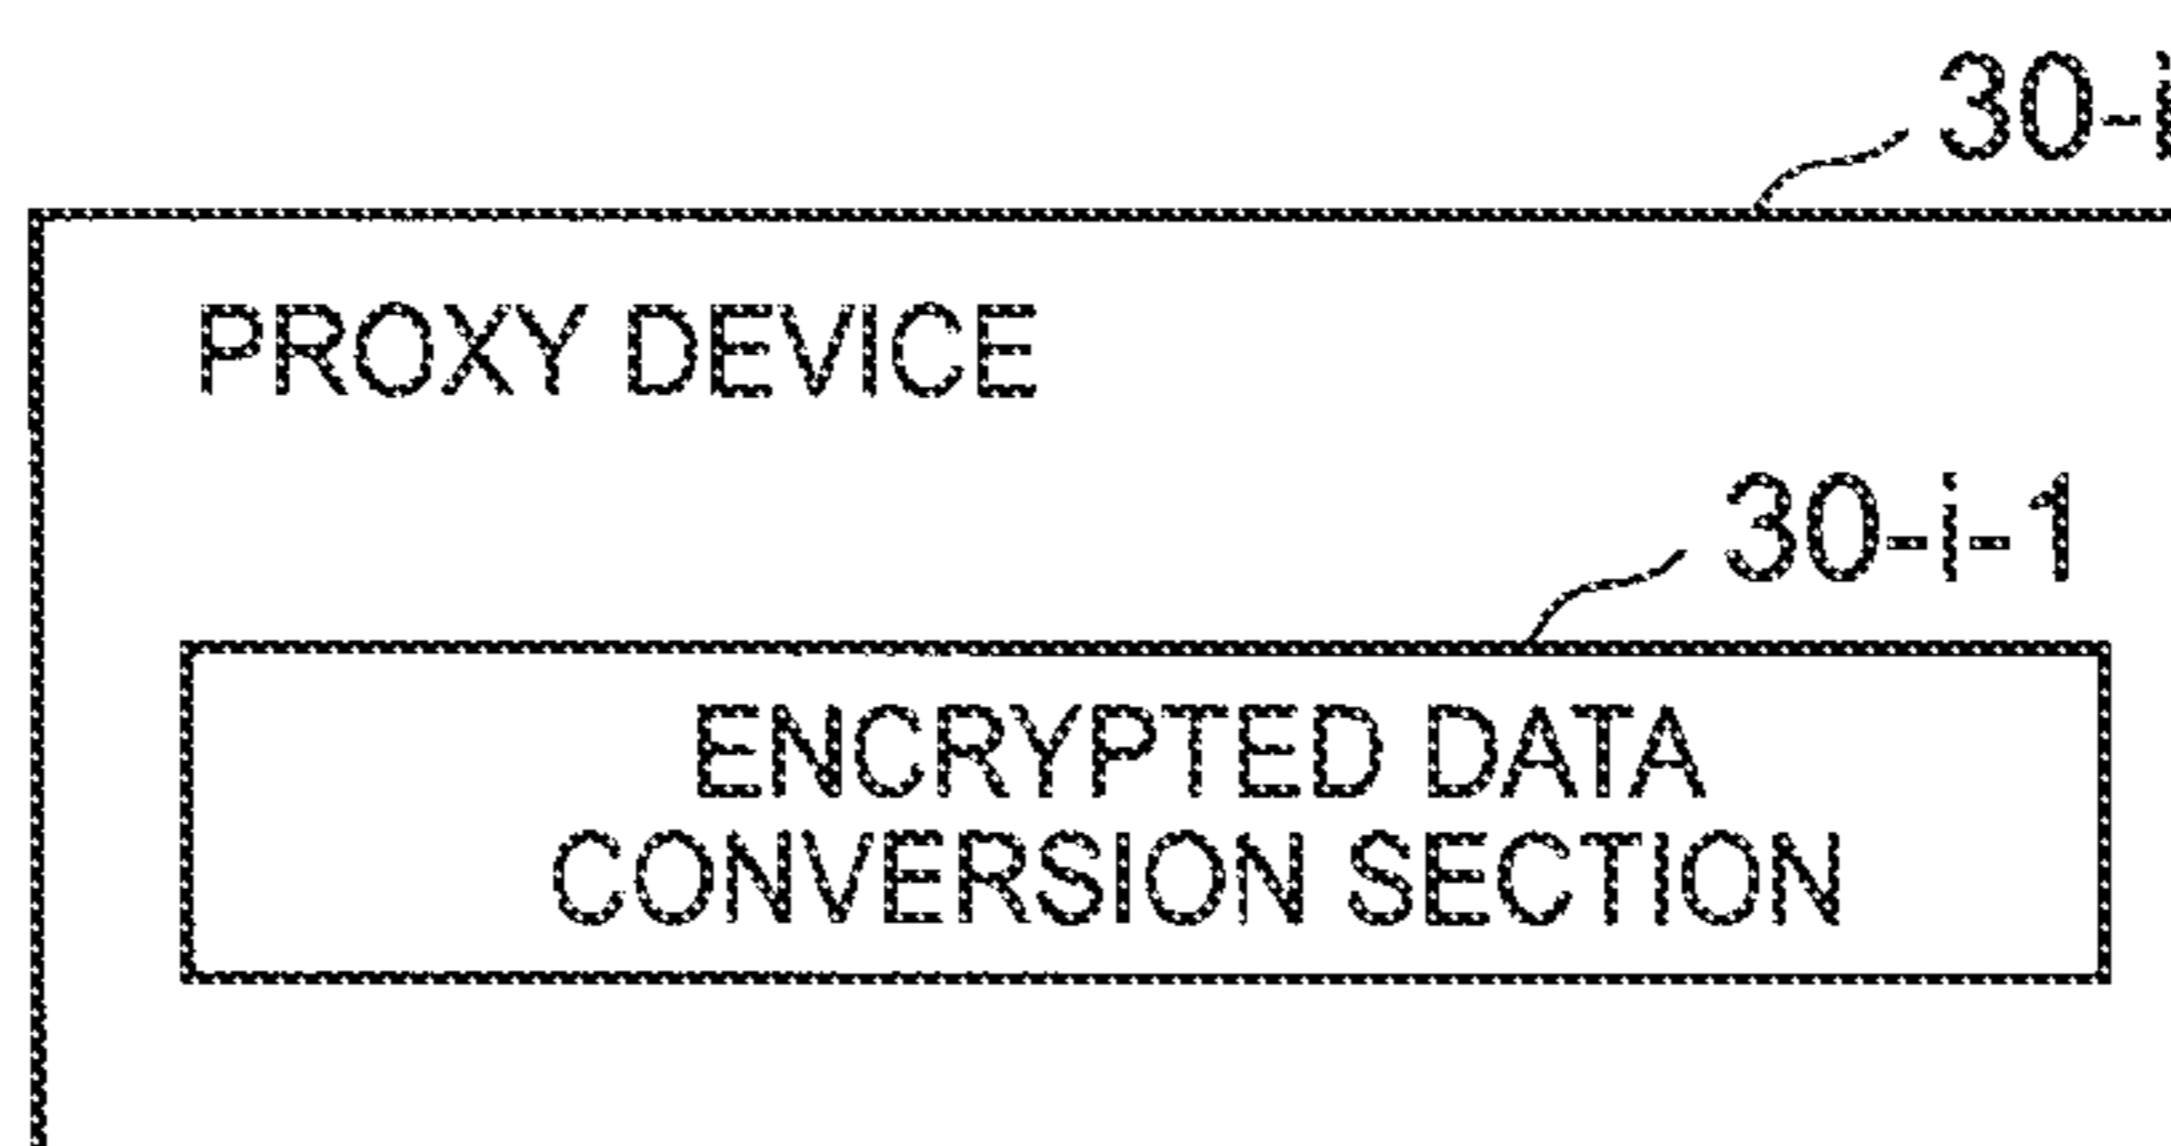 30-i
PROXY DEVICE
30-i-1
ENCRYPTED DATA
CONVERSION SECTION